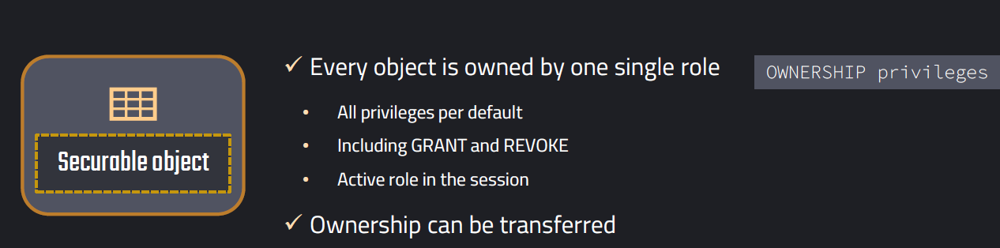 Securable object
✓ Every object is owned by one single role
OWNERSHIP privileges
• All privileges per default
• Including GRANT and REVOKE
• Active role in the session
✓ Ownership can be transferred